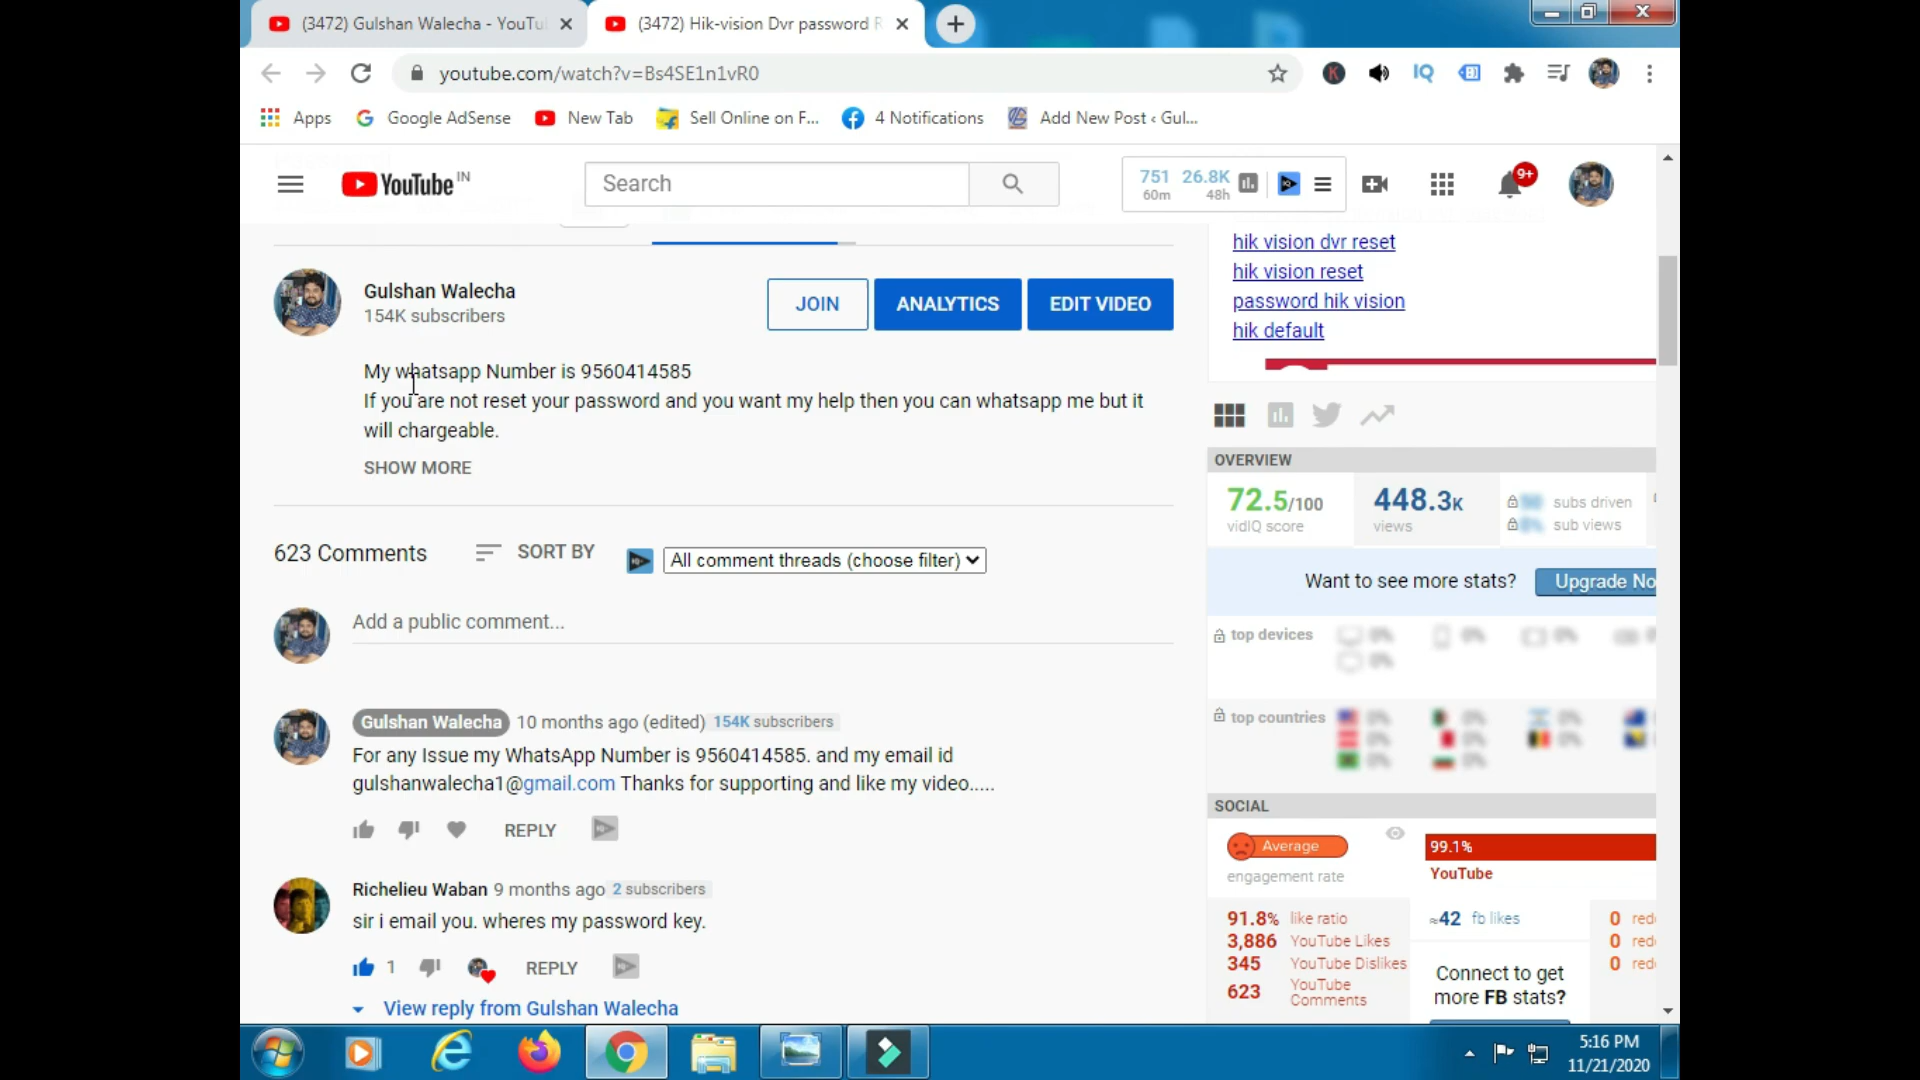 (3472) Gulshan Walecha - YouTu
(3472) Hik-vision Dvr password R
youtube.com/watch?v=Bs4SE1n1vR0
Apps
Google AdSense
New Tab
Sell Online on F...
4 Notifications
Add New Post ‹ Gul...
YouTube IN
Search
751
60m
26.8K
48h
9+
Gulshan Walecha
154K subscribers
JOIN
ANALYTICS
EDIT VIDEO
My whatsapp Number is 9560414585
If you are not reset your password and you want my help then you can whatsapp me but it
will chargeable.
SHOW MORE
623 Comments
SORT BY
All comment threads (choose filter)
Add a public comment...
Gulshan Walecha 10 months ago (edited) 154K subscribers
For any Issue my WhatsApp Number is 9560414585. and my email id
gulshanwalecha1@gmail.com Thanks for supporting and like my video.....
REPLY
Richelieu Waban 9 months ago 2 subscribers
sir i email you. wheres my password key.
1
REPLY
View reply from Gulshan Walecha
hik vision dvr reset
hik vision reset
password hik vision
hik default
OVERVIEW
72.5/100
vidIQ score
448.3K
views
subs driven
sub views
Want to see more stats?
Upgrade No
top devices
top countries
SOCIAL
Average
engagement rate
99.1%
YouTube
91.8% like ratio
3,886 YouTube Likes
345 YouTube Dislikes
623 YouTube
Comments
≈42 fb likes
0 red
0 red
0 red
Connect to get
more FB stats?
5:16 PM
11/21/2020